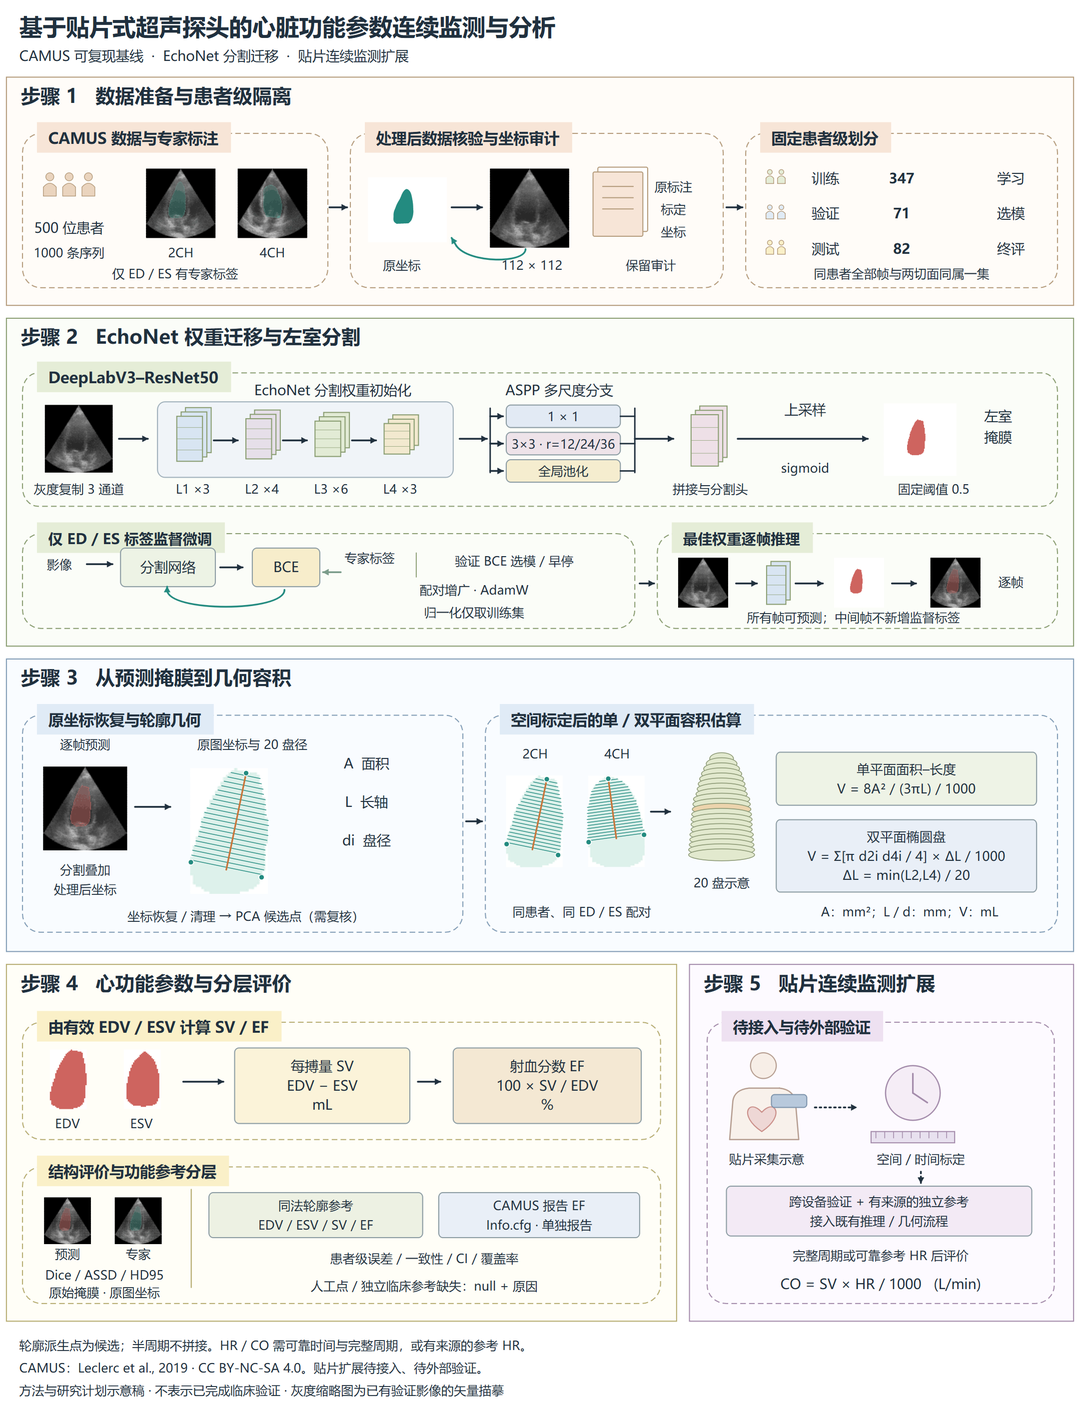 基于贴片式超声探头的心脏功能参数连续监测与分析
CAMUS 可复现基线 · EchoNet 分割迁移 · 贴片连续监测扩展
步骤 1 数据准备与患者级隔离
CAMUS 数据与专家标注
500 位患者
1000 条序列
2CH
4CH
仅 ED / ES 有专家标签
处理后数据核验与坐标审计
原坐标
112 × 112
原标注
标定
坐标
保留审计
固定患者级划分
训练 347 学习
验证 71 选模
测试 82 终评
同患者全部帧与两切面同属一集
步骤 2 EchoNet 权重迁移与左室分割
DeepLabV3–ResNet50
灰度复制 3 通道
EchoNet 分割权重初始化
L1 ×3
L2 ×4
L3 ×6
L4 ×3
ASPP 多尺度分支
1 × 1
3×3 · r=12/24/36
全局池化
拼接与分割头
上采样
sigmoid
左室
掩膜
固定阈值 0.5
仅 ED / ES 标签监督微调
影像
分割网络
BCE
专家标签
验证 BCE 选模 / 早停
配对增广 · AdamW
归一化仅取训练集
最佳权重逐帧推理
逐帧
所有帧可预测；中间帧不新增监督标签
步骤 3 从预测掩膜到几何容积
原坐标恢复与轮廓几何
逐帧预测
分割叠加
处理后坐标
原图坐标与 20 盘径
A 面积
L 长轴
di 盘径
坐标恢复 / 清理 → PCA 候选点（需复核）
空间标定后的单 / 双平面容积估算
2CH
4CH
同患者、同 ED / ES 配对
20 盘示意
单平面面积–长度
V = 8A² / (3πL) / 1000
双平面椭圆盘
V = Σ[π d2i d4i / 4] × ΔL / 1000
ΔL = min(L2,L4) / 20
A：mm²；L / d：mm；V：mL
步骤 4 心功能参数与分层评价
由有效 EDV / ESV 计算 SV / EF
EDV
ESV
每搏量 SV
EDV − ESV
mL
射血分数 EF
100 × SV / EDV
%
结构评价与功能参考分层
预测
专家
Dice / ASSD / HD95
原始掩膜 · 原图坐标
同法轮廓参考
EDV / ESV / SV / EF
CAMUS 报告 EF
Info.cfg · 单独报告
患者级误差 / 一致性 / CI / 覆盖率
人工点 / 独立临床参考缺失：null + 原因
步骤 5 贴片连续监测扩展
待接入与待外部验证
贴片采集示意
空间 / 时间标定
跨设备验证 + 有来源的独立参考
接入既有推理 / 几何流程
完整周期或可靠参考 HR 后评价
CO = SV × HR / 1000 (L/min)
轮廓派生点为候选；半周期不拼接。HR / CO 需可靠时间与完整周期，或有来源的参考 HR。
CAMUS：Leclerc et al., 2019 · CC BY-NC-SA 4.0。贴片扩展待接入、待外部验证。
方法与研究计划示意稿 · 不表示已完成临床验证 · 灰度缩略图为已有验证影像的矢量描摹